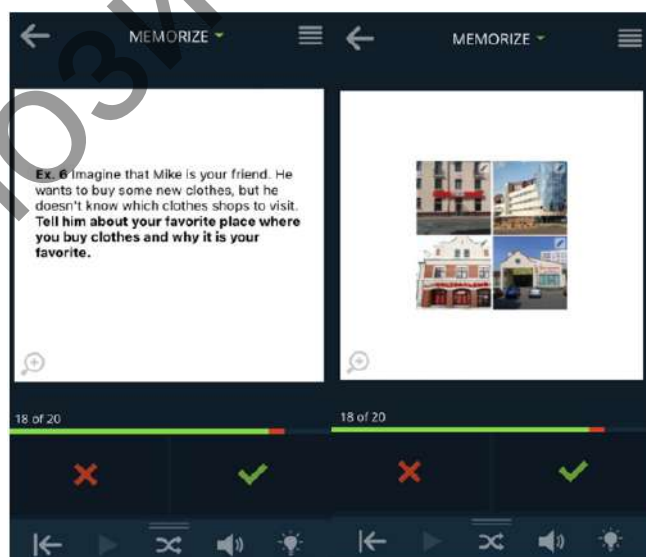 MEMORIZE
Ex. 6 Imagine that Mike is your friend. He
wants to buy some new clothes, but he
doesn't know which clothes shops to visit.
Tell him about your favorite place where
you buy clothes and why it is your
favorite.
18 of 20
MEMORIZE
18 of 20